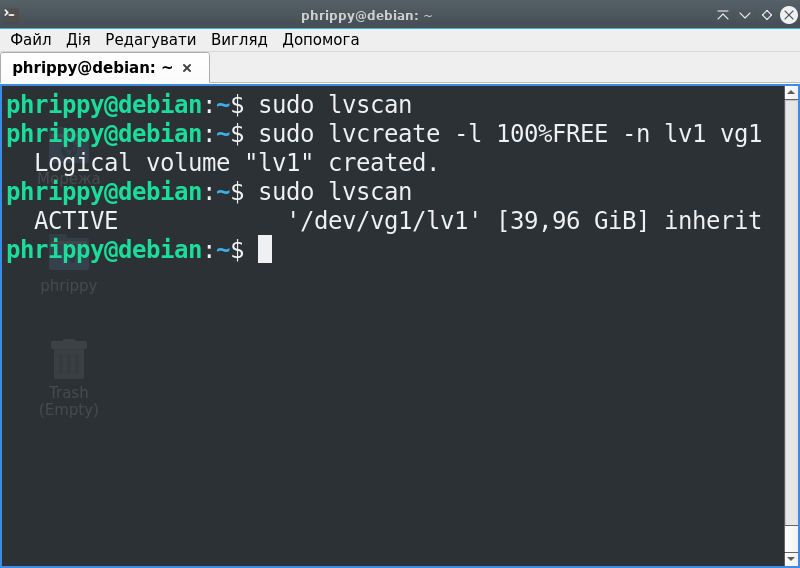 phrippy@debian: ~
Файл Дія Редагувати Вигляд Допомога
phrippy@debian: ~ ×
phrippy@debian:~$ sudo lvscan
phrippy@debian:~$ sudo lvcreate -l 100%FREE -n lv1 vg1
  Logical volume "lv1" created.
phrippy@debian:~$ sudo lvscan
  ACTIVE            '/dev/vg1/lv1' [39,96 GiB] inherit
phrippy@debian:~$
Мережа
phrippy
Trash
(Empty)